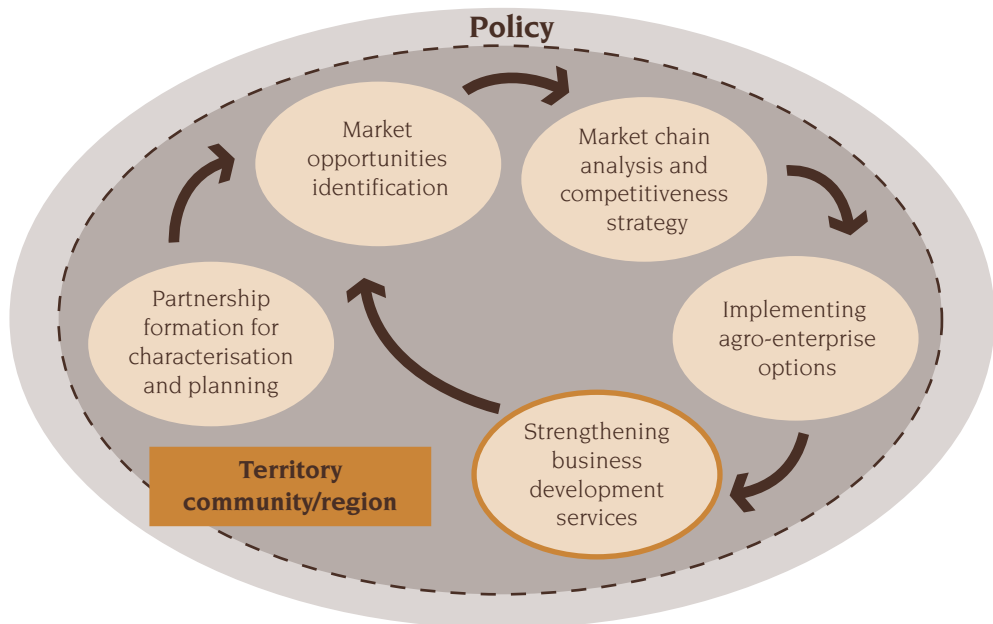 Policy
Market
opportunities
identification
Market chain
analysis and
competitiveness
strategy
Partnership
formation for
characterisation
and planning
Implementing
agro-enterprise
options
Strengthening
business
development
services
Territory
community/region